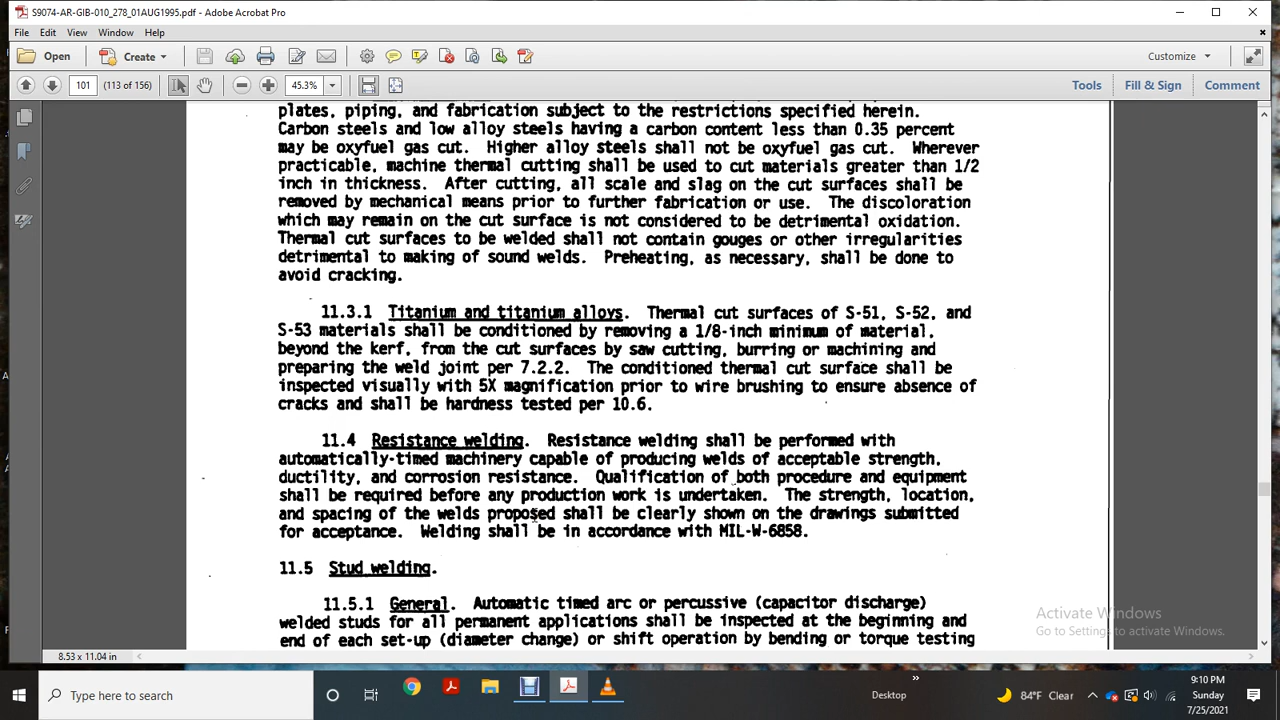 S9074-AR-GIB-010_278_01AUG1995.pdf - Adobe Acrobat Pro
File Edit View Window Help
Open Create Customize
101 (113 of 156) 45.3% Tools Fill & Sign Comment
plates, piping, and fabrication subject to the restrictions specified herein.
Carbon steels and low alloy steels having a carbon content less than 0.35 percent
may be oxyfuel gas cut. Higher alloy steels shall not be oxyfuel gas cut. Wherever
practicable, machine thermal cutting shall be used to cut materials greater than 1/2
inch in thickness. After cutting, all scale and slag on the cut surfaces shall be
removed by mechanical means prior to further fabrication or use. The discoloration
which may remain on the cut surface is not considered to be detrimental oxidation.
Thermal cut surfaces to be welded shall not contain gouges or other irregularities
detrimental to making of sound welds. Preheating, as necessary, shall be done to
avoid cracking.
11.3.1 Titanium and titanium alloys. Thermal cut surfaces of S-51, S-52, and
S-53 materials shall be conditioned by removing a 1/8-inch minimum of material,
beyond the kerf, from the cut surfaces by saw cutting, burring or machining and
preparing the weld joint per 7.2.2. The conditioned thermal cut surface shall be
inspected visually with 5X magnification prior to wire brushing to ensure absence of
cracks and shall be hardness tested per 10.6.
11.4 Resistance welding. Resistance welding shall be performed with
automatically-timed machinery capable of producing welds of acceptable strength,
ductility, and corrosion resistance. Qualification of both procedure and equipment
shall be required before any production work is undertaken. The strength, location,
and spacing of the welds proposed shall be clearly shown on the drawings submitted
for acceptance. Welding shall be in accordance with MIL-W-6858.
11.5 Stud welding.
11.5.1 General. Automatic timed arc or percussive (capacitor discharge)
welded studs for all permanent applications shall be inspected at the beginning and
end of each set-up (diameter change) or shift operation by bending or torque testing
Activate Windows
Go to Settings to activate Windows.
8.53 x 11.04 in
Type here to search
Desktop
84°F Clear
9:10 PM
Sunday
7/25/2021